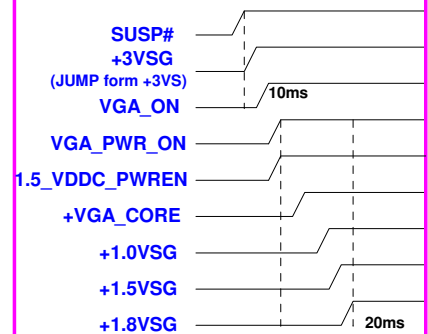 SUSP#
+3VSG
(JUMP form +3VS)
VGA_ON
10ms
VGA_PWR_ON
1.5_VDDC_PWREN
+VGA_CORE
+1.0VSG
+1.5VSG
+1.8VSG
20ms